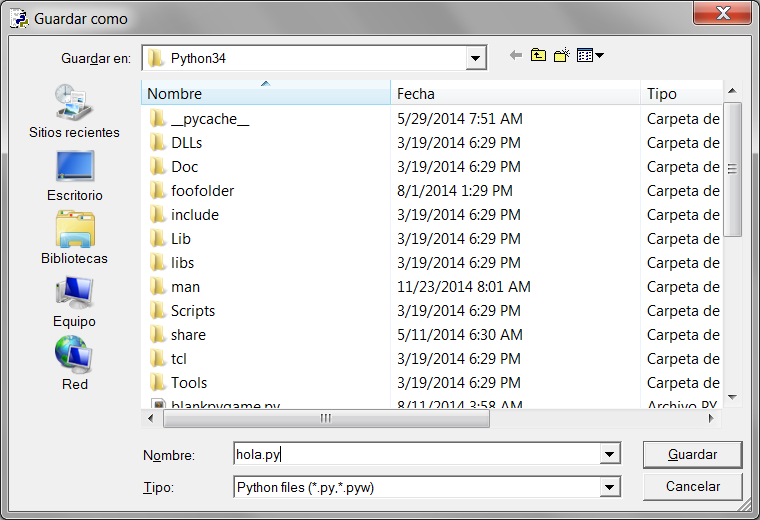 Guardar como
Guardar en: Python34
Nombre Fecha Tipo
__pycache__ 5/29/2014 7:51 AM Carpeta de
DLLs 3/19/2014 6:29 PM Carpeta de
Doc 3/19/2014 6:29 PM Carpeta de
foofolder 8/1/2014 1:29 PM Carpeta de
include 3/19/2014 6:29 PM Carpeta de
Lib 3/19/2014 6:29 PM Carpeta de
libs 3/19/2014 6:29 PM Carpeta de
man 11/23/2014 8:01 AM Carpeta de
Scripts 3/19/2014 6:29 PM Carpeta de
share 5/11/2014 6:30 AM Carpeta de
tcl 3/19/2014 6:29 PM Carpeta de
Tools 3/19/2014 6:29 PM Carpeta de
blankpygame.py 8/11/2014 3:58 AM Archivo PY
Sitios recientes
Escritorio
Bibliotecas
Equipo
Red
Nombre: hola.py Guardar
Tipo: Python files (*.py,*.pyw) Cancelar